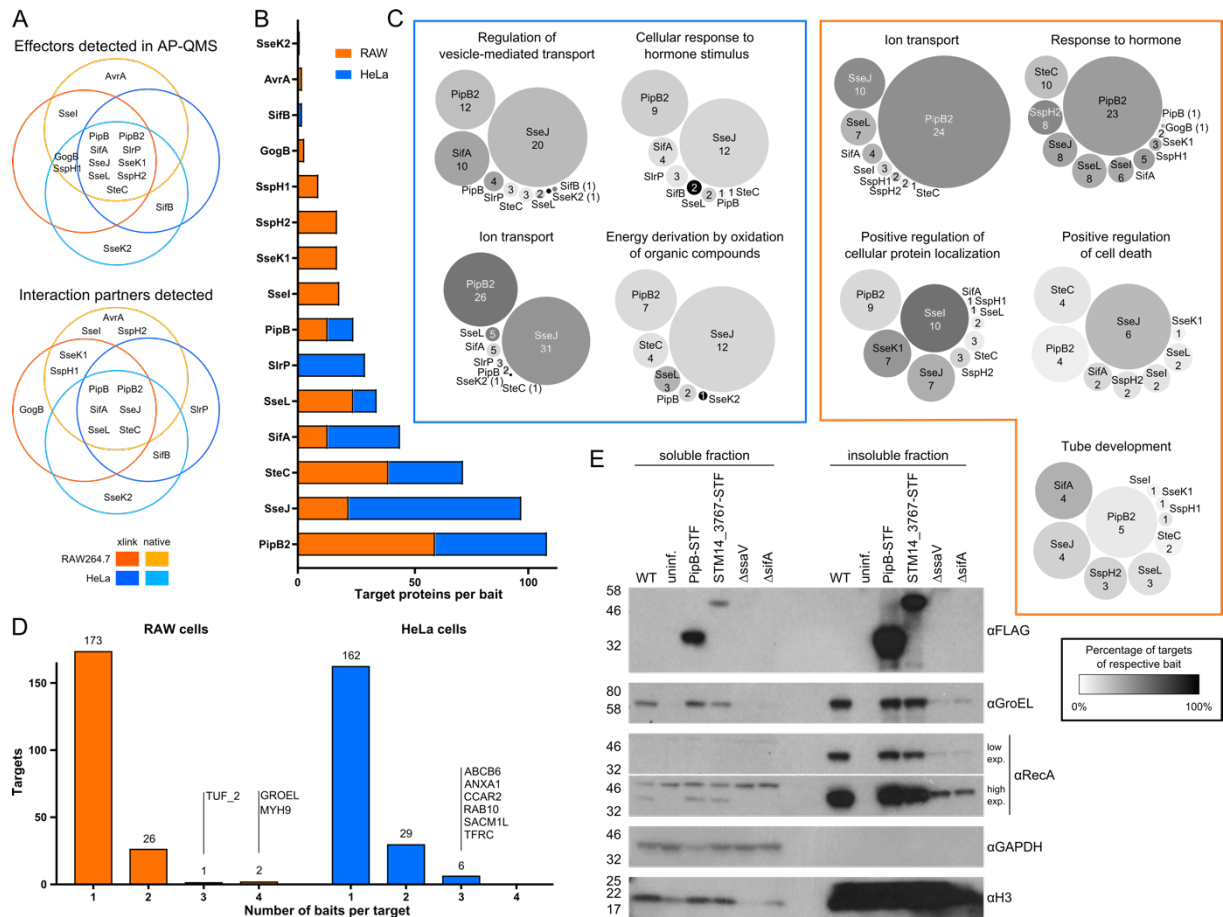 A
Effectors detected in AP-QMS
AvrA
SseI
PipB PipB2
SifA SlrP
GogB SseJ SseK1
SspH1 SseL SspH2
SteC
SifB
SseK2
Interaction partners detected
AvrA
SseI SspH2
SseK1
SspH1
PipB PipB2
GogB SifA SseJ SlrP
SseL SteC
SifB
SseK2
xlink native
RAW264.7
HeLa
B
RAW
HeLa
SseK2
AvrA
SifB
GogB
SspH1
SspH2
SseK1
SseI
PipB
SlrP
SseL
SifA
SteC
SseJ
PipB2
0 50 100
Target proteins per bait
C
Regulation of
vesicle-mediated transport
PipB2
12
SseJ
20
SifA
10
4
PipB
3
SlrP
3
SteC
2
SseL
SifB (1)
SseK2 (1)
Cellular response to
hormone stimulus
PipB2
9
SseJ
12
SifA
4
SlrP
3
SifB
2
SseL
2
PipB
1 1 SteC
Ion transport
PipB2
26
SseJ
31
SseL 5
SifA 5
SlrP 3
PipB 2
SseK2 (1)
SteC (1)
Energy derivation by oxidation
of organic compounds
PipB2
7
SseJ
12
SteC
4
SseL
3
PipB 2
1 SseK2
Ion transport
SseJ
10
PipB2
24
SseL
7
SifA 4
SseI 3
SspH1 2
SspH2 2
1 SteC
Response to hormone
SteC
10
PipB2
23
SspH2
8
SseJ
8
SseL
8
SseI
6
SifA
5
SspH1
3
SseK1
2
GogB (1)
PipB (1)
Positive regulation of
cellular protein localization
PipB2
9
SseI
10
SseK1
7
SseJ
7
SifA
1 SspH1
1 SseL
2
3
SteC
3
SspH2
Positive regulation
of cell death
SteC
4
SseJ
6
PipB2
4
SifA
2
SspH2
2
SseI
2
SseL
2
SseK1
1
Tube development
SifA
4
PipB2
5
SseJ
4
SspH2
3
SseL
3
SteC
2
SseI
1 SseK1
1 SspH1
1
Percentage of targets
of respective bait
0% 100%
D
RAW cells HeLa cells
Targets
150
100
50
0
173
26
1
2
TUF_2
GROEL
MYH9
162
29
6
ABCB6
ANXA1
CCAR2
RAB10
SACM1L
TFRC
1 2 3 4 1 2 3 4
Number of baits per target
E
soluble fraction insoluble fraction
WT
uninf.
PipB-STF
STM14_3767-STF
ΔssaV
ΔsifA
WT
uninf.
PipB-STF
STM14_3767-STF
ΔssaV
ΔsifA
58
46
32
αFLAG
80
58
αGroEL
46
32
low
exp.
αRecA
46
32
high
exp.
46
32
αGAPDH
25
22
17
αH3